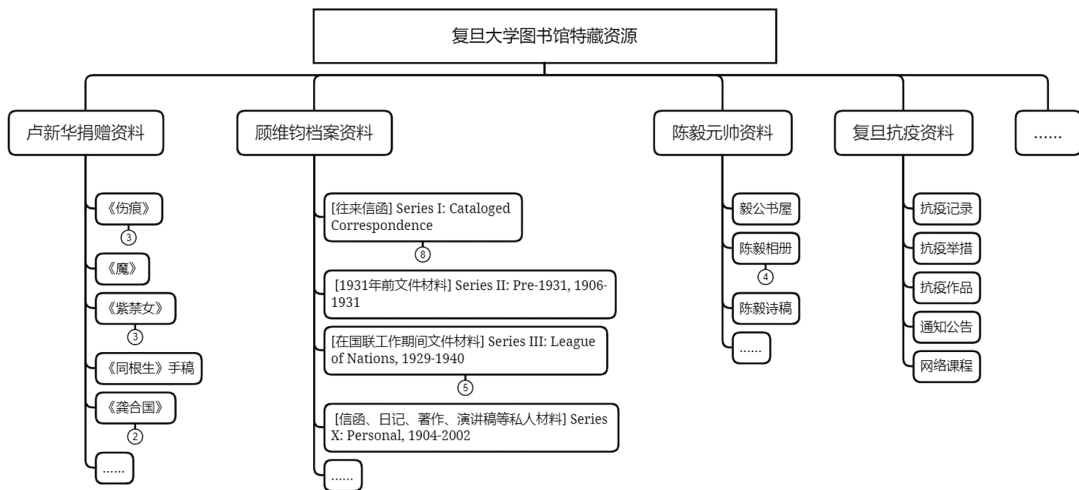 复旦大学图书馆特藏资源
卢新华捐赠资料
《伤痕》
3
《魔》
《紫禁女》
3
《同根生》手稿
《龚合国》
2
......
顾维钧档案资料
[往来信函] Series I: Cataloged
Correspondence
8
[1931年前文件材料] Series II: Pre-1931, 1906-
1931
[在国联工作期间文件材料] Series III: League
of Nations, 1929-1940
5
[信函、日记、著作、演讲稿等私人材料] Series
X: Personal, 1904-2002
......
陈毅元帅资料
毅公书屋
陈毅相册
4
陈毅诗稿
......
复旦抗疫资料
抗疫记录
抗疫举措
抗疫作品
通知公告
网络课程
......